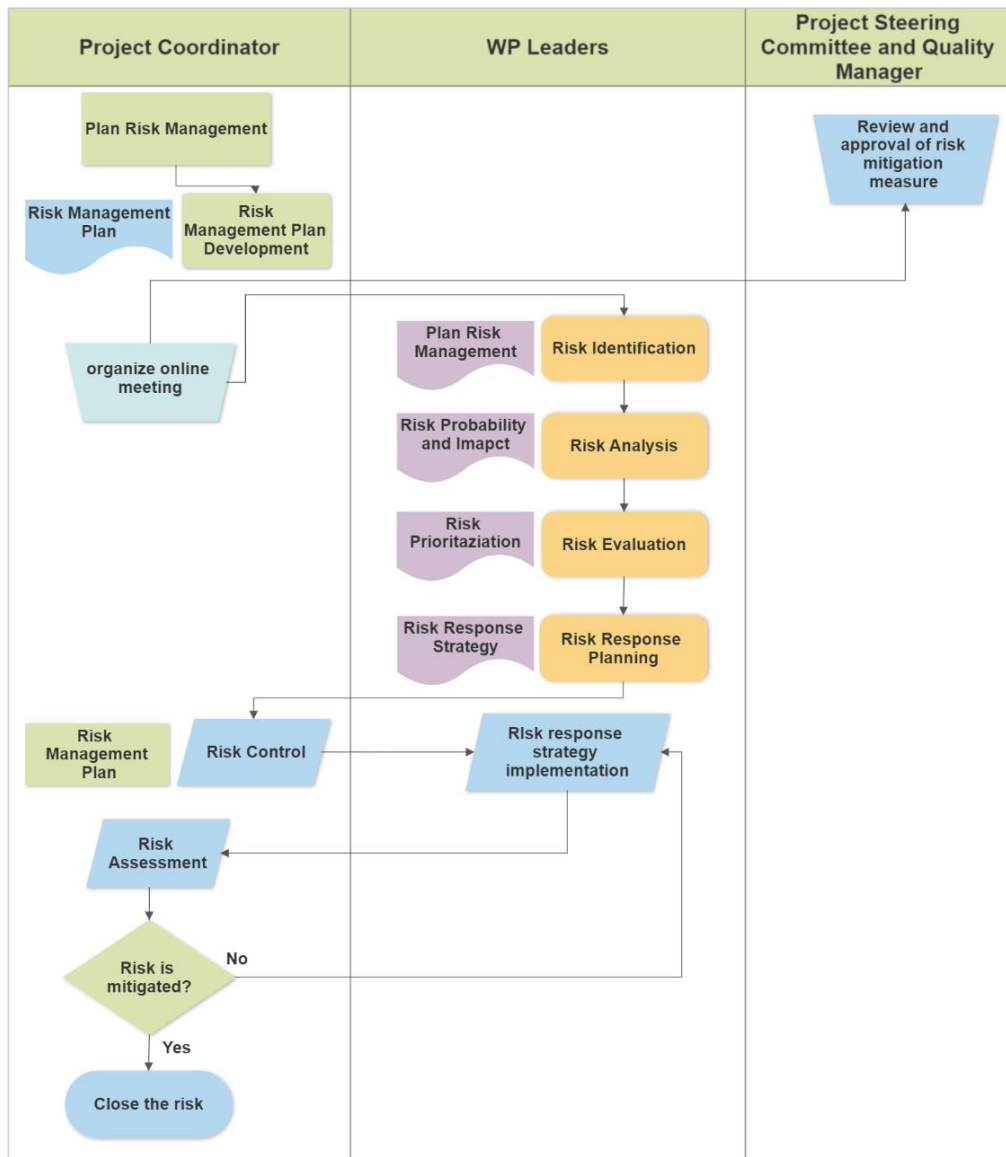 Project Coordinator
WP Leaders
Project Steering
Committee and Quality
Manager
Plan Risk Management
Review and
approval of risk
mitigation
measure
Risk Management
Plan
Risk
Management Plan
Development
organize online
meeting
Plan Risk
Management
Risk Identification
Risk Probability
and Imapct
Risk Analysis
Risk
Prioritaziation
Risk Evaluation
Risk Response
Strategy
Risk Response
Planning
Risk
Management
Plan
Risk Control
RIsk response
strategy
implementation
Risk
Assessment
Risk is
mitigated?
No
Yes
Close the risk